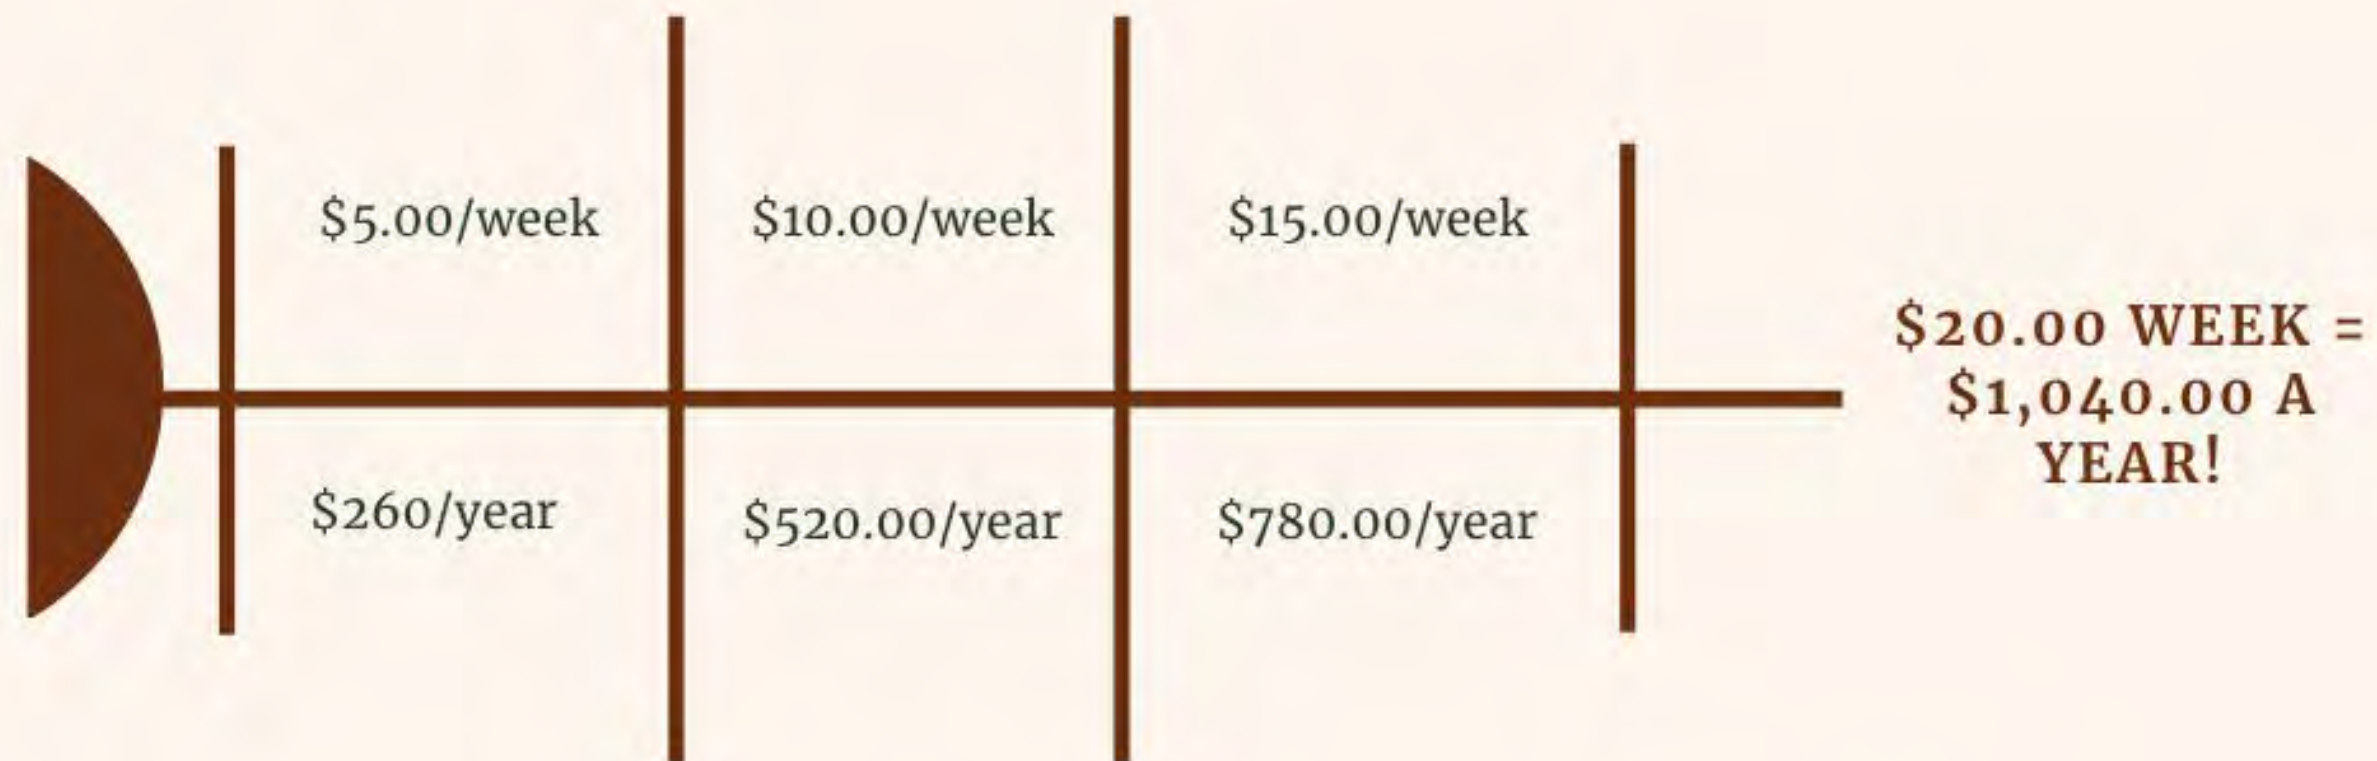 $5.00/week
$10.00/week
$15.00/week
$260/year
$520.00/year
$780.00/year
$20.00 WEEK =
$1,040.00 A
YEAR!